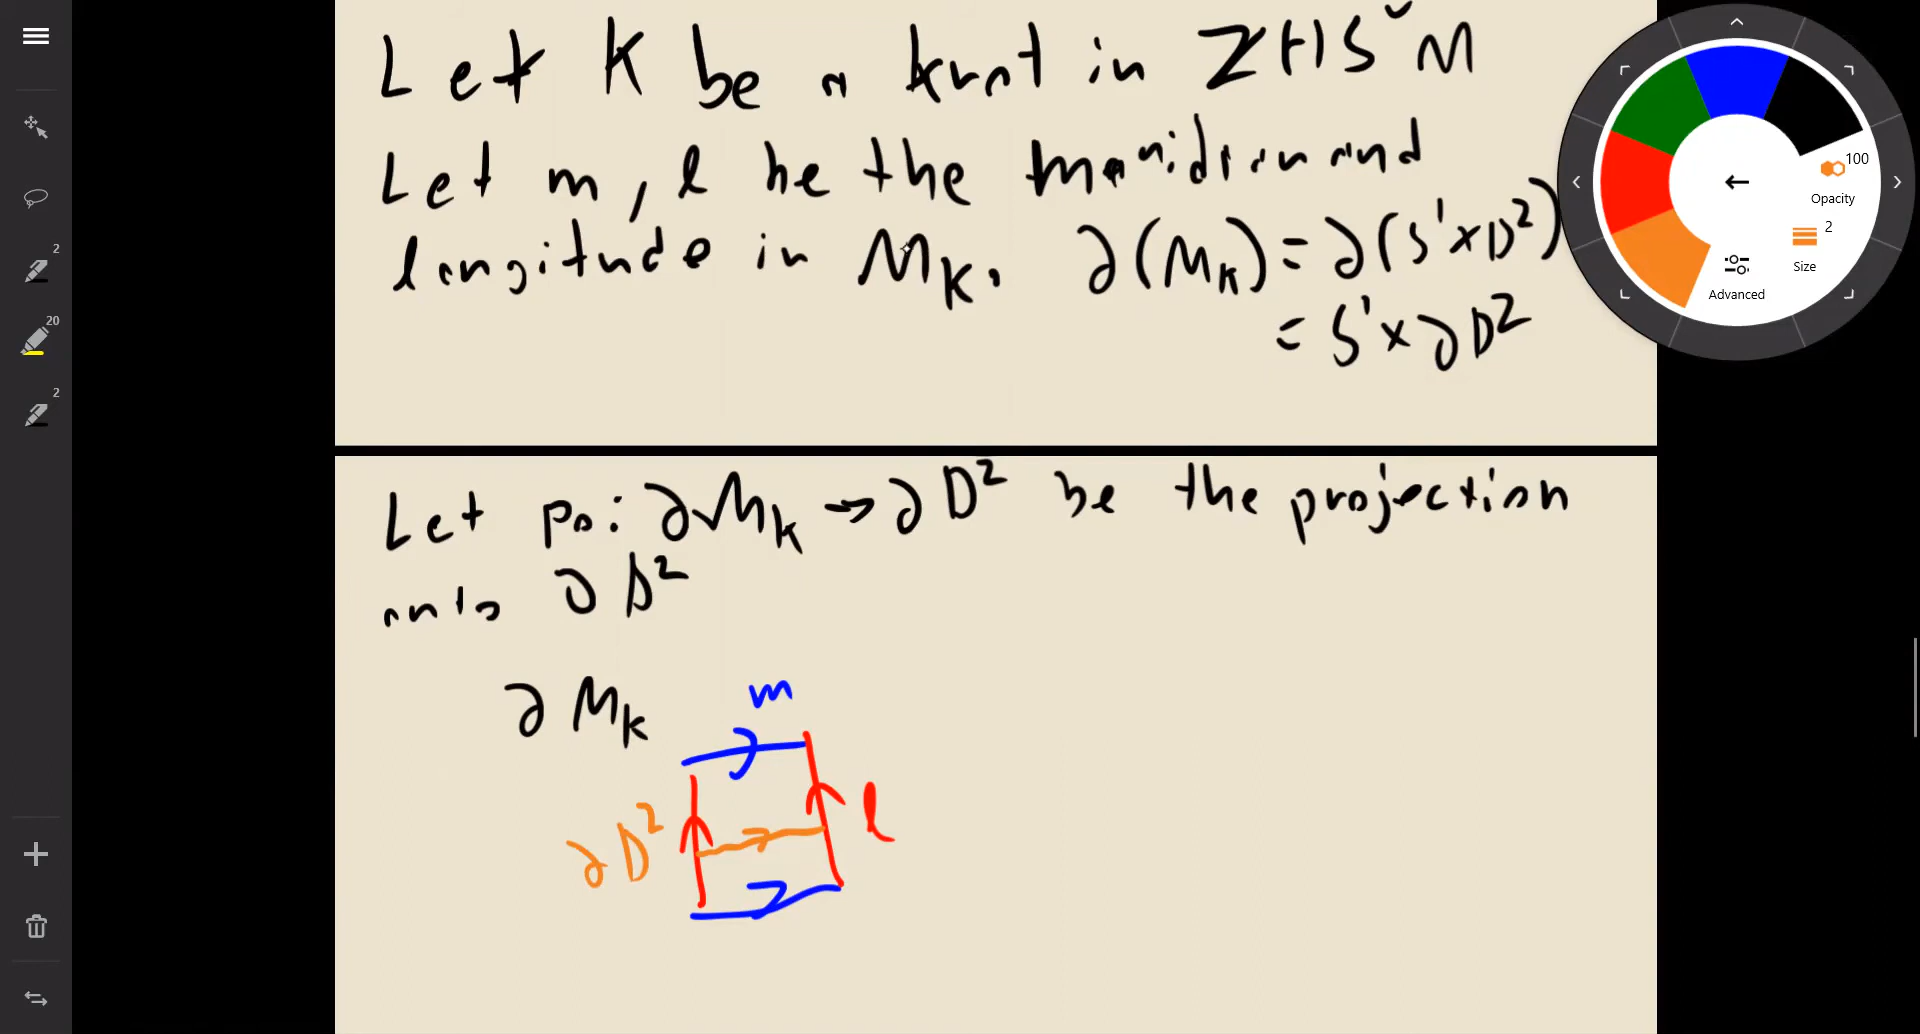 Let K be a knot in ZHS M
Let m, l be the meridian and
longitude in M_K. ∂(M_K) = ∂(S¹×D²)
= S¹×∂D²
Let p₀: ∂M_K → ∂D² be the projection
onto ∂D²
∂M_K
m
∂D²
l
2
20
2
100
Opacity
2
Size
Advanced